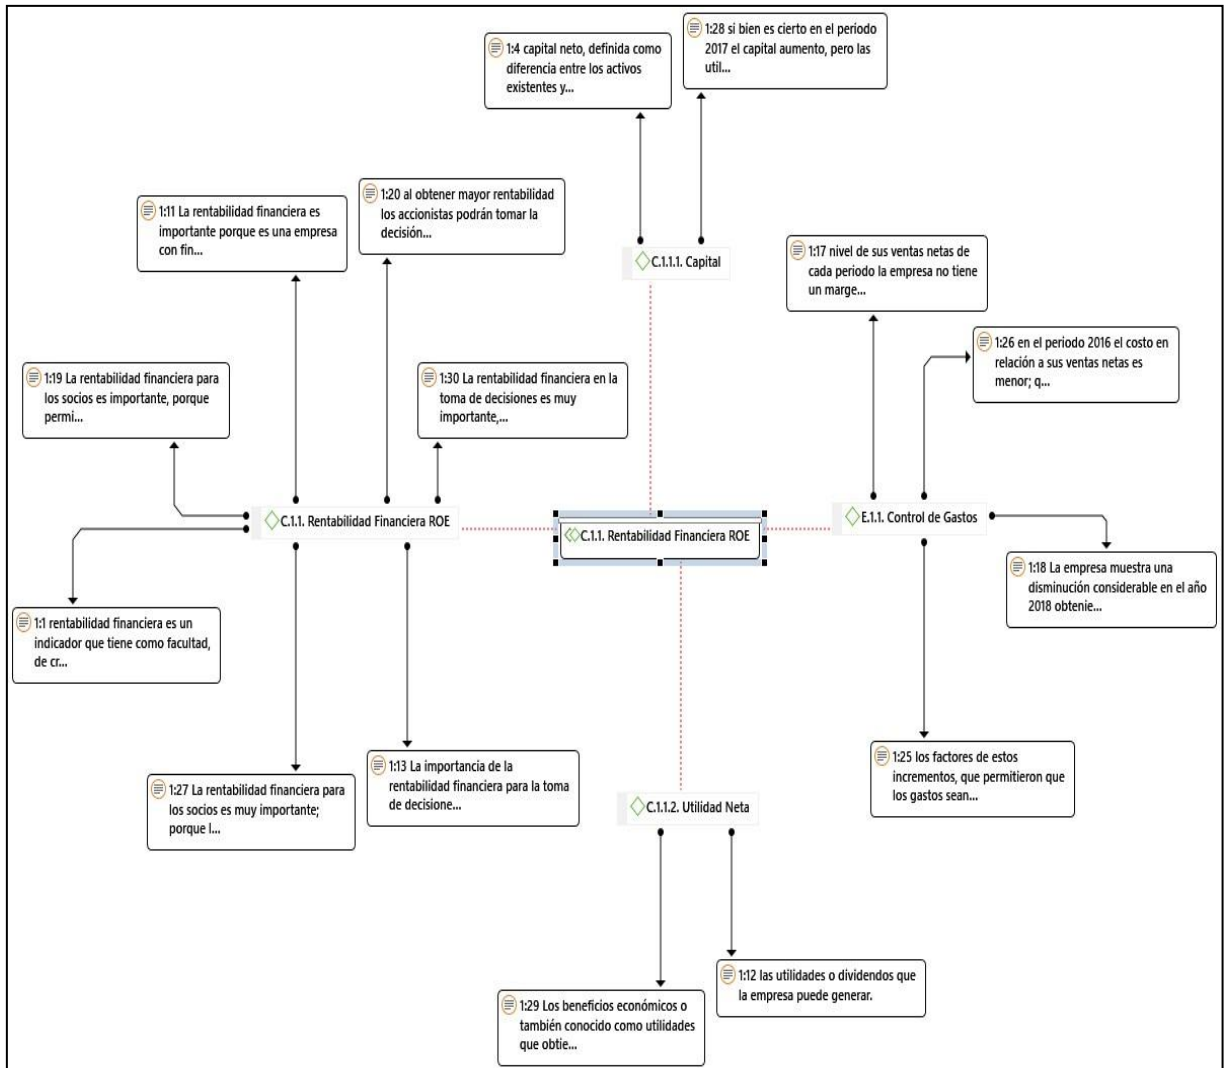 1:28 si bien es cierto en el periodo
2017 el capital aumento, pero las
util...
1:4 capital neto, definida como
diferencia entre los activos
existentes y...
1:20 al obtener mayor rentabilidad
los accionistas podrán tomar la
decisión...
1:11 La rentabilidad financiera es
importante porque es una empresa
con fin...
C.1.1.1. Capital
1:17 nivel de sus ventas netas de
cada periodo la empresa no tiene
un marge...
1:26 en el periodo 2016 el costo en
relación a sus ventas netas es
menor; q...
1:19 La rentabilidad financiera para
los socios es importante, porque
permi...
1:30 La rentabilidad financiera en la
toma de decisiones es muy
importante,...
C.1.1. Rentabilidad Financiera ROE
C.1.1. Rentabilidad Financiera ROE
E.1.1. Control de Gastos
1:18 La empresa muestra una
disminución considerable en el año
2018 obtenie...
1:1 rentabilidad financiera es un
indicador que tiene como facultad,
de cr...
1:13 La importancia de la
rentabilidad financiera para la toma
de decisione...
1:27 La rentabilidad financiera para
los socios es muy importante;
porque l...
1:25 los factores de estos
incrementos, que permitieron que
los gastos sean...
C.1.1.2. Utilidad Neta
1:12 las utilidades o dividendos que
la empresa puede generar.
1:29 Los beneficios económicos o
también conocido como utilidades
que obtie...